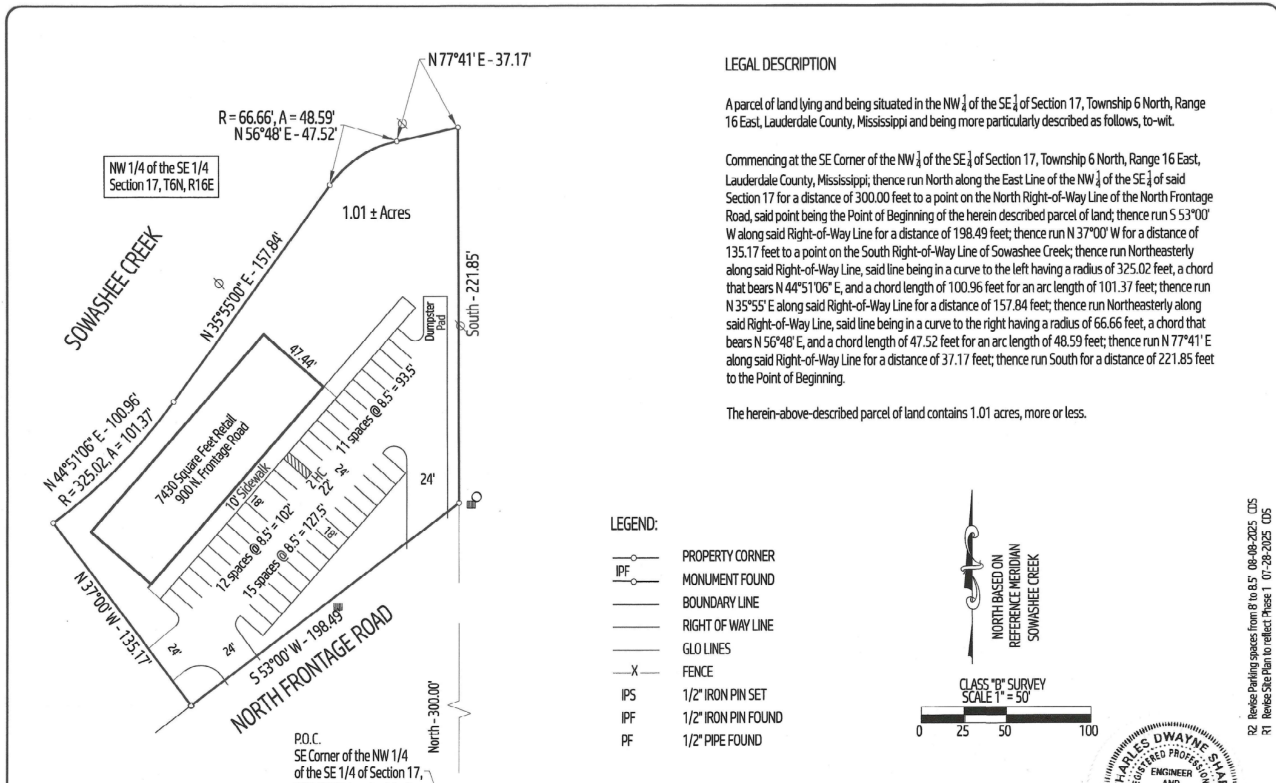 N 77°41' E - 37.17'
R = 66.66', A = 48.59'
N 56°48' E - 47.52'
NW 1/4 of the SE 1/4
Section 17, T6N, R16E
1.01 ± Acres
SOWASHEE CREEK
N 35°55'00" E - 157.84'
South - 221.85'
Dumpster
Pad
47.44'
N 44°51'06" E - 100.96'
R = 325.02, A = 101.37'
7430 Square Feet Retail
900 N. Frontage Road
10' Sidewalk
11 spaces @ 8.5' = 93.5'
2 HC
24'
22'
24'
18'
12 spaces @ 8.5' = 102'
15 spaces @ 8.5' = 127.5'
18'
N 37°00' W - 135.17'
24'
24'
S 53°00' W - 198.49'
NORTH FRONTAGE ROAD
North - 300.00'
P.O.C.
SE Corner of the NW 1/4
of the SE 1/4 of Section 17,
LEGAL DESCRIPTION
A parcel of land lying and being situated in the NW 1/4 of the SE 1/4 of Section 17, Township 6 North, Range
16 East, Lauderdale County, Mississippi and being more particularly described as follows, to-wit.
Commencing at the SE Corner of the NW 1/4 of the SE 1/4 of Section 17, Township 6 North, Range 16 East,
Lauderdale County, Mississippi; thence run North along the East Line of the NW 1/4 of the SE 1/4 of said
Section 17 for a distance of 300.00 feet to a point on the North Right-of-Way Line of the North Frontage
Road, said point being the Point of Beginning of the herein described parcel of land; thence run S 53°00'
W along said Right-of-Way Line for a distance of 198.49 feet; thence run N 37°00' W for a distance of
135.17 feet to a point on the South Right-of-Way Line of Sowashee Creek; thence run Northeasterly
along said Right-of-Way Line, said line being in a curve to the left having a radius of 325.02 feet, a chord
that bears N 44°51'06" E, and a chord length of 100.96 feet for an arc length of 101.37 feet; thence run
N 35°55' E along said Right-of-Way Line for a distance of 157.84 feet; thence run Northeasterly along
said Right-of-Way Line, said line being in a curve to the right having a radius of 66.66 feet, a chord that
bears N 56°48' E, and a chord length of 47.52 feet for an arc length of 48.59 feet; thence run N 77°41' E
along said Right-of-Way Line for a distance of 37.17 feet; thence run South for a distance of 221.85 feet
to the Point of Beginning.
The herein-above-described parcel of land contains 1.01 acres, more or less.
LEGEND:
PROPERTY CORNER
IPF MONUMENT FOUND
BOUNDARY LINE
RIGHT OF WAY LINE
GLO LINES
X FENCE
IPS 1/2" IRON PIN SET
IPF 1/2" IRON PIN FOUND
PF 1/2" PIPE FOUND
NORTH BASED ON
REFERENCE MERIDIAN
SOWASHEE CREEK
CLASS "B" SURVEY
SCALE 1" = 50'
0 25 50 100
R2 Revise Parking spaces from 8' to 8.5' 08-08-2025 CDS
R1 Revise Site Plan to reflect Phase 1 07-28-2025 CDS
CHARLES DWAYNE
REGISTERED
ENGINEER
AND